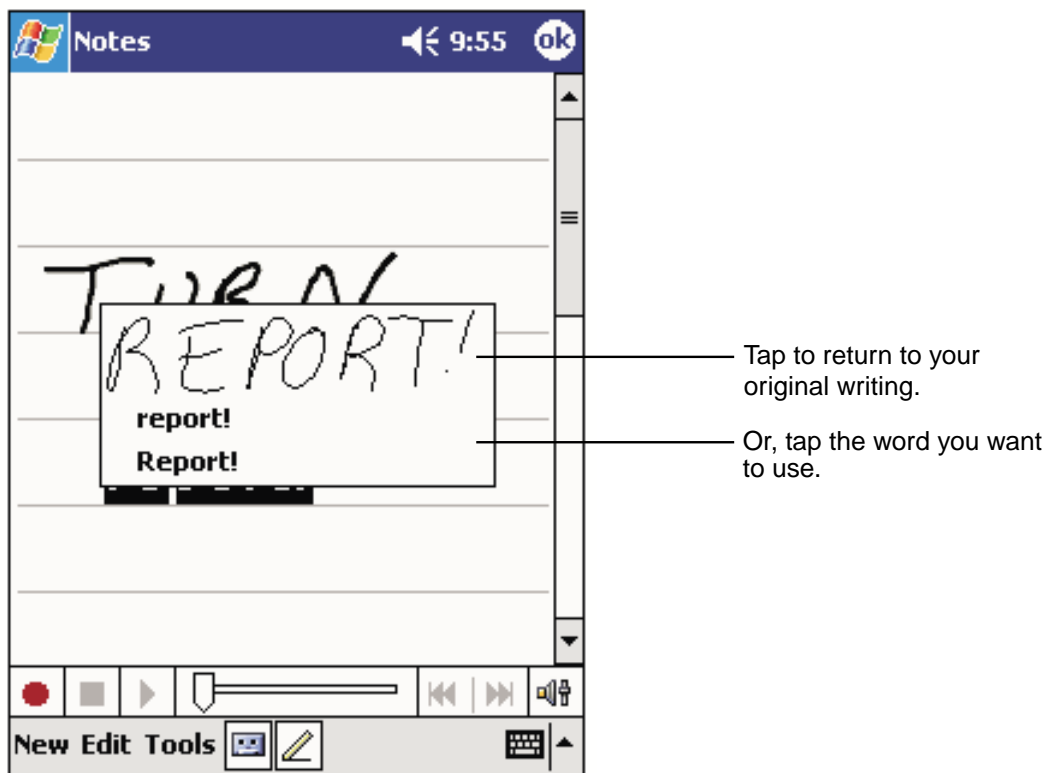 Notes 9:55 ok
TURN
REPORT!
report!
Report!
Tap to return to your
original writing.
Or, tap the word you want
to use.
New Edit Tools